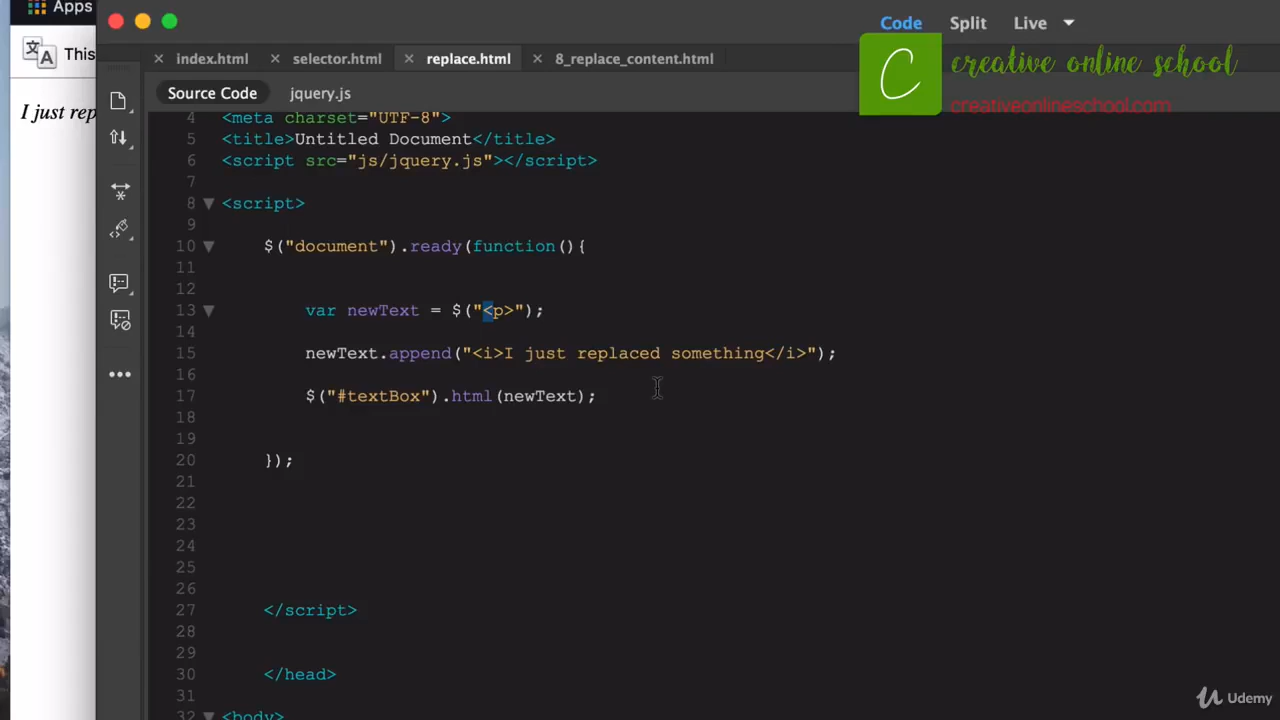 Apps
Code Split Live
This
creative online school
creativeonlineschool.com
index.html selector.html replace.html 8_replace_content.html
Source Code jquery.js
I just rep
4 <meta charset="UTF-8">
5 <title>Untitled Document</title>
6 <script src="js/jquery.js"></script>
7
8 <script>
9
10 $("document").ready(function(){
11
12
13 var newText = $("<p>");
14
15 newText.append("<i>I just replaced something</i>");
16
17 $("#textBox").html(newText);
18
19
20 });
21
22
23
24
25
26
27 </script>
28
29
30 </head>
31
32 <body>
Udemy